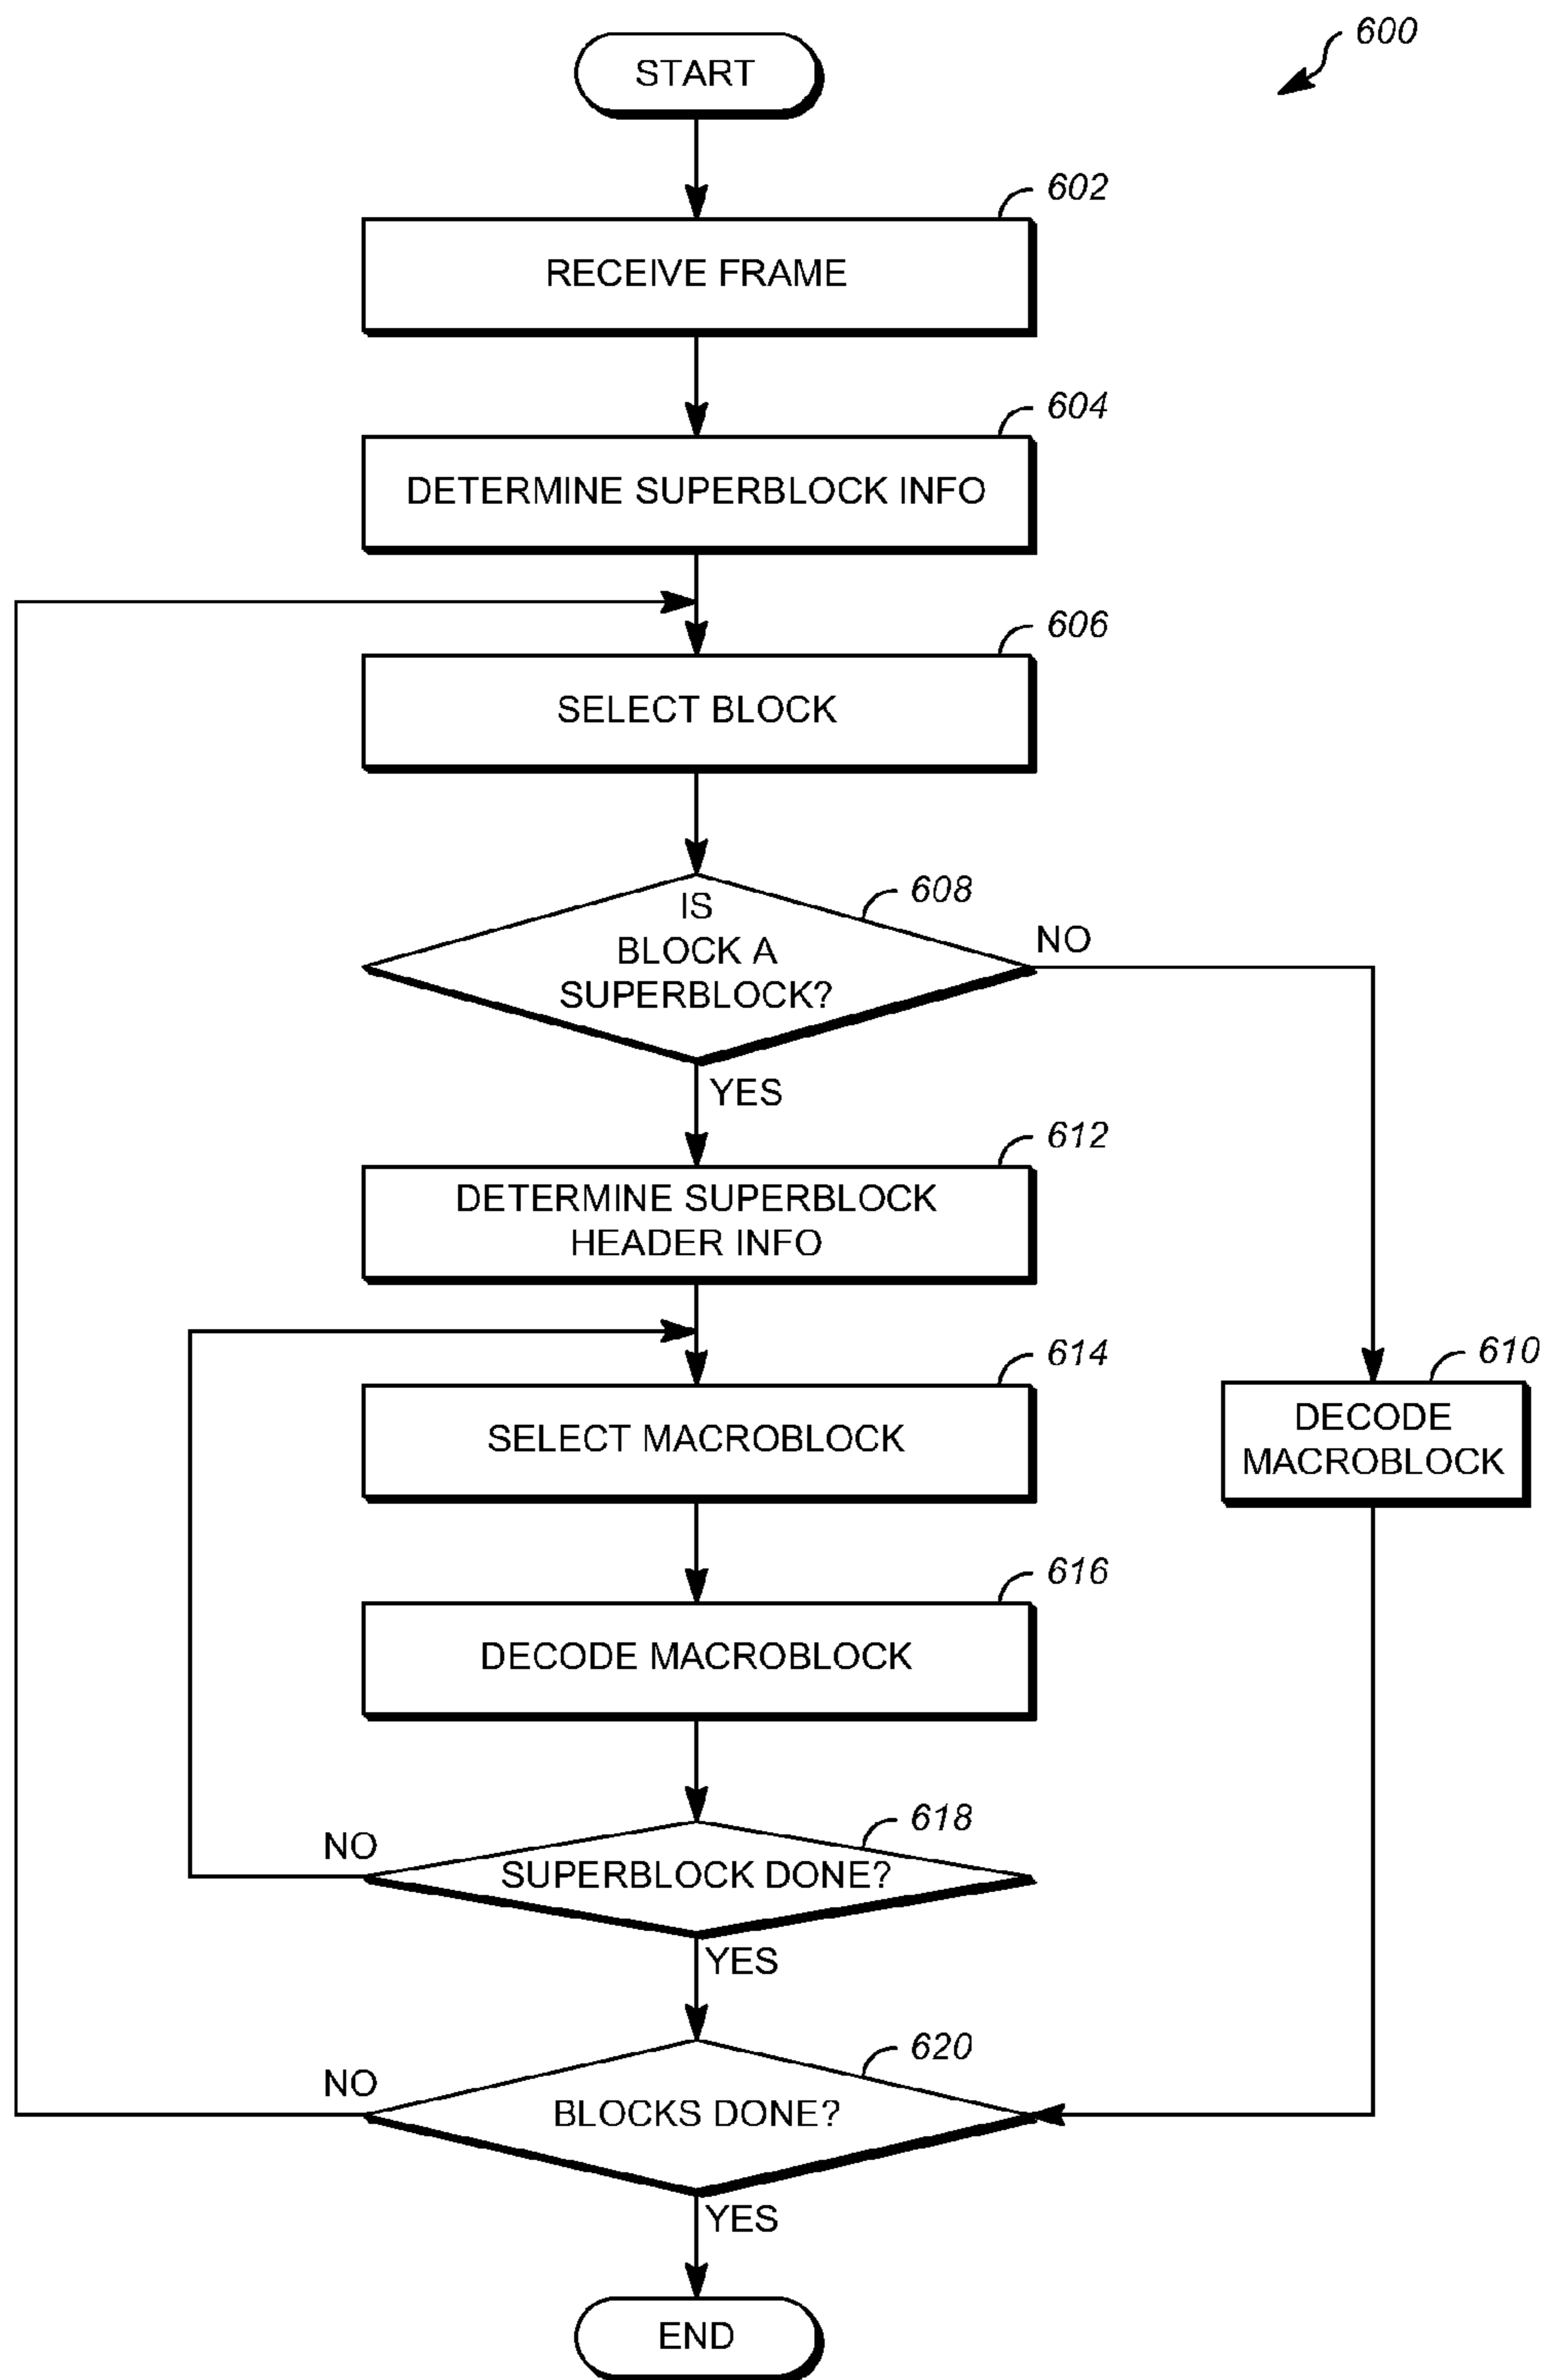 600
START
602
RECEIVE FRAME
604
DETERMINE SUPERBLOCK INFO
606
SELECT BLOCK
608
IS
BLOCK A
SUPERBLOCK?
NO
YES
612
DETERMINE SUPERBLOCK
HEADER INFO
614
SELECT MACROBLOCK
610
DECODE
MACROBLOCK
616
DECODE MACROBLOCK
618
NO
SUPERBLOCK DONE?
YES
620
NO
BLOCKS DONE?
YES
END